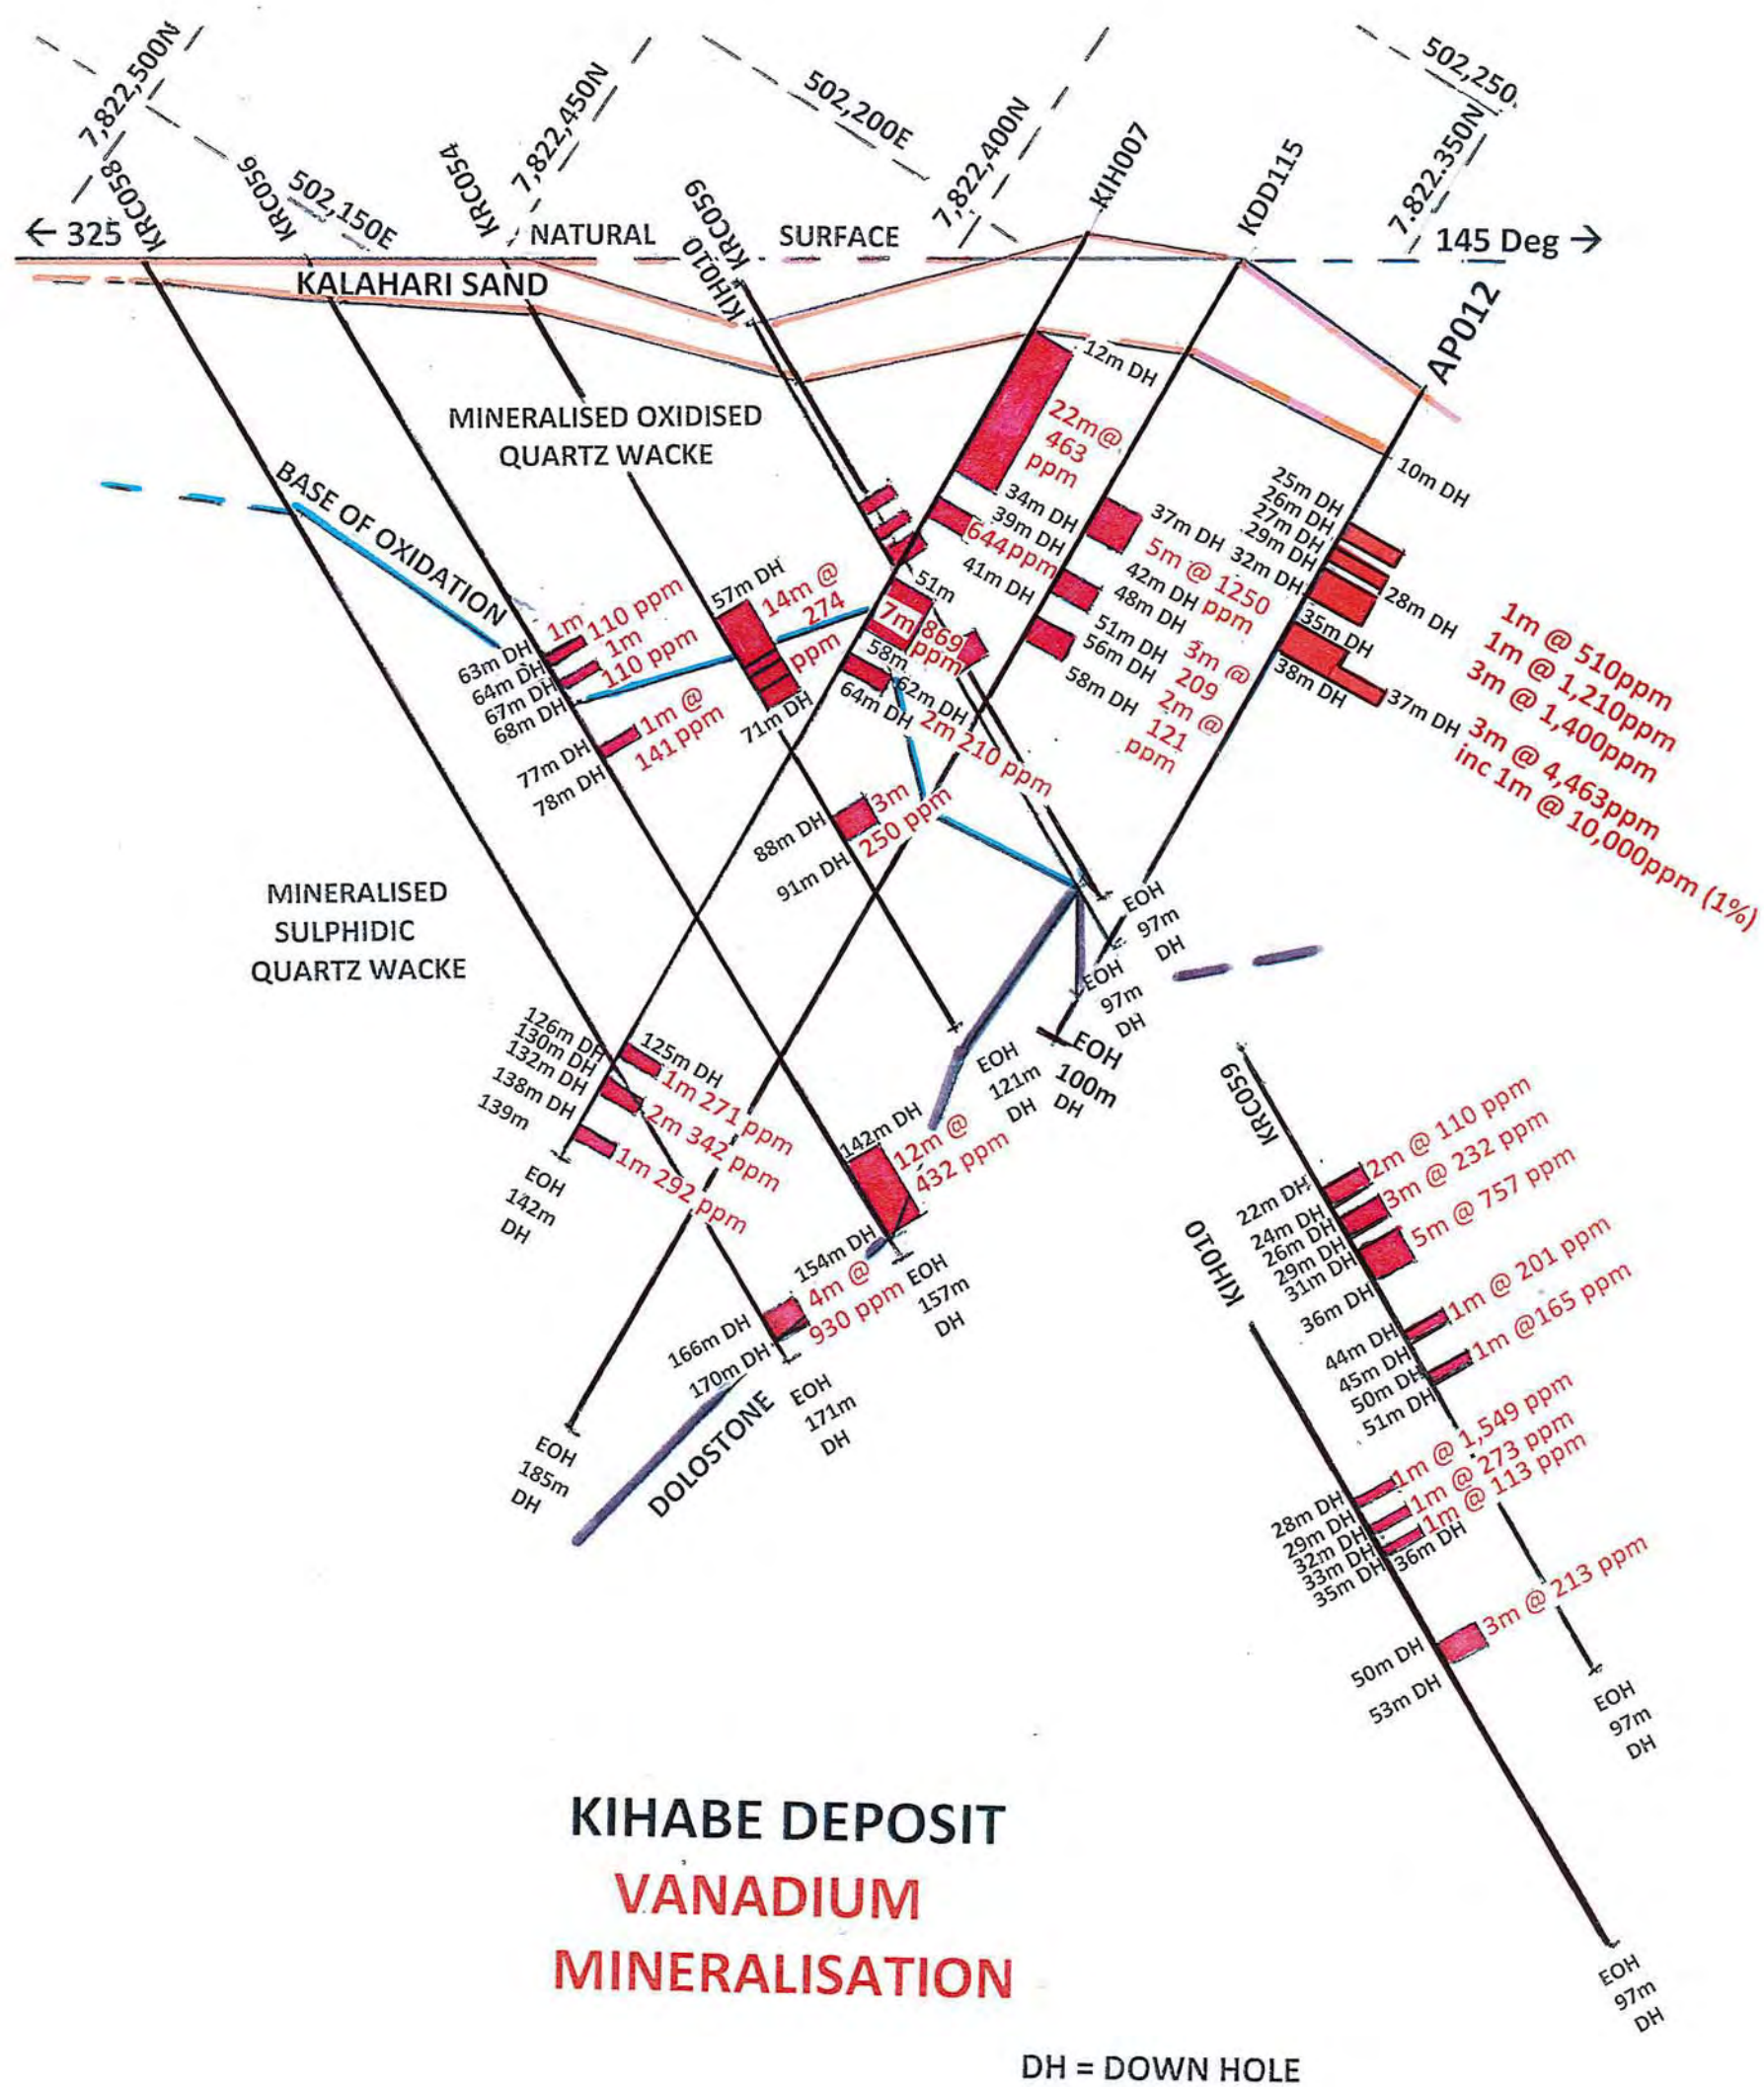 7,822,500N
7,822,450N
502,200E
7,822,400N
502,250
7.822.350N
KRC058
KRC056
502,150E
KRC054
KRC059
KIH010
KIH007
KDD115
AP012
← 325
NATURAL SURFACE
145 Deg →
KALAHARI SAND
MINERALISED OXIDISED
QUARTZ WACKE
BASE OF OXIDATION
12m DH
22m@
463
ppm
34m DH
39m DH
644ppm
41m DH
37m DH
5m @ 1250
ppm
42m DH
48m DH
51m DH
3m @
209
56m DH
58m DH
2m @
121
ppm
10m DH
25m DH
26m DH
27m DH
29m DH
32m DH
28m DH
35m DH
38m DH
37m DH
1m @ 510ppm
1m @ 1,210ppm
3m @ 1,400ppm
3m @ 4,463ppm
inc 1m @ 10,000ppm (1%)
63m DH
64m DH
67m DH
68m DH
1m
110 ppm
1m
110 ppm
77m DH
78m DH
1m @
141 ppm
57m DH
14m @
274
ppm
71m DH
51m
7m
869
ppm
58m
62m DH
64m DH
2m 210 ppm
88m DH
91m DH
3m
250 ppm
MINERALISED
SULPHIDIC
QUARTZ WACKE
EOH
97m
DH
EOH
97m
DH
EOH
100m
DH
EOH
121m
DH
126m DH
130m DH
132m DH
138m DH
139m
125m DH
1m 271 ppm
2m 342 ppm
1m 292 ppm
EOH
142m
DH
142m DH
12m @
432 ppm
154m DH
EOH
157m
DH
4m @
930 ppm
166m DH
170m DH
EOH
171m
DH
DOLOSTONE
EOH
185m
DH
KRC059
22m DH
24m DH
26m DH
29m DH
31m DH
36m DH
44m DH
45m DH
50m DH
51m DH
2m @ 110 ppm
3m @ 232 ppm
5m @ 757 ppm
1m @ 201 ppm
1m @165 ppm
EOH
97m
DH
KIH010
28m DH
29m DH
32m DH
33m DH
35m DH
36m DH
1m @ 1,549 ppm
1m @ 273 ppm
1m @ 113 ppm
50m DH
53m DH
3m @ 213 ppm
EOH
97m
DH
KIHABE DEPOSIT
VANADIUM
MINERALISATION
DH = DOWN HOLE